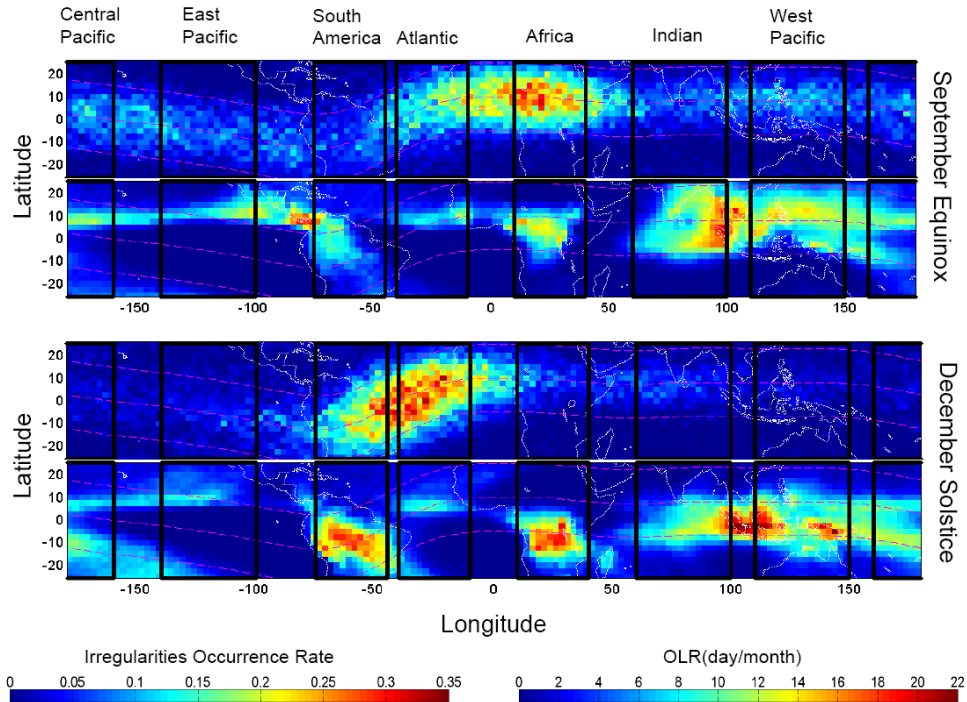 Central Pacific
East Pacific
South America
Atlantic
Africa
Indian
West Pacific
20
10
0
-10
-20
20
10
0
-10
-20
Latitude
September Equinox
-150
-100
-50
0
50
100
150
20
10
0
-10
-20
20
10
0
-10
-20
Latitude
December Solstice
-150
-100
-50
0
50
100
150
Longitude
Irregularities Occurrence Rate
0 0.05 0.1 0.15 0.2 0.25 0.3 0.35
OLR(day/month)
0 2 4 6 8 10 12 14 16 18 20 22